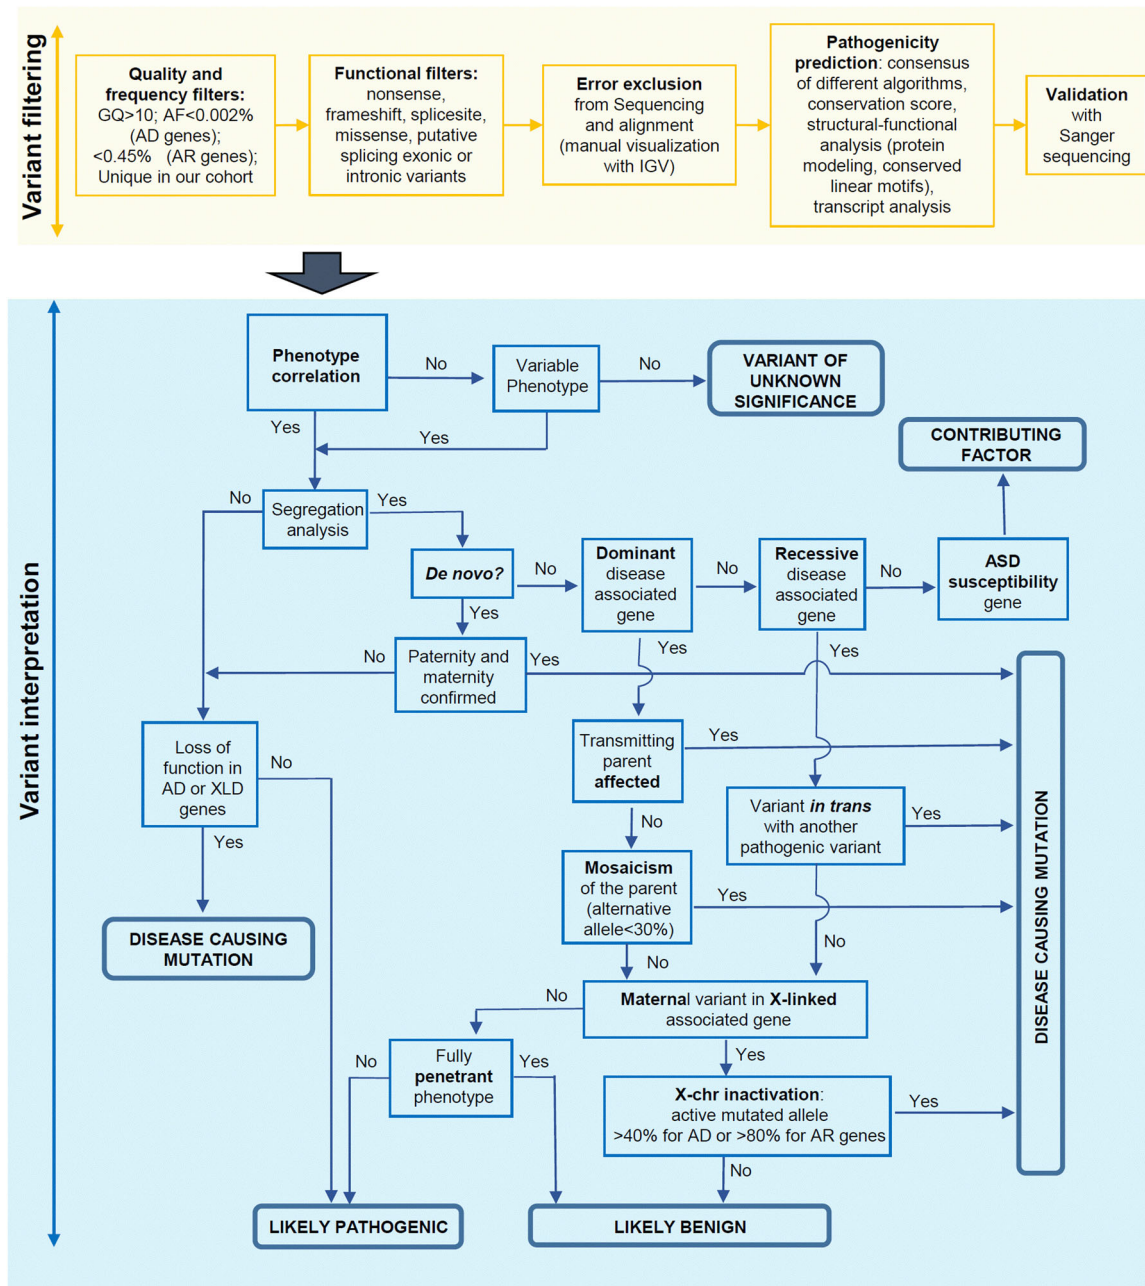 Variant filtering
Quality and
frequency filters:
GQ>10; AF<0.002%
(AD genes);
<0.45% (AR genes);
Unique in our cohort
Functional filters:
nonsense,
frameshift, splicesite,
missense, putative
splicing exonic or
intronic variants
Error exclusion
from Sequencing
and alignment
(manual visualization
with IGV)
Pathogenicity
prediction: consensus
of different algorithms,
conservation score,
structural-functional
analysis (protein
modeling, conserved
linear motifs),
transcript analysis
Validation
with
Sanger
sequencing
Variant interpretation
Phenotype
correlation
No
Variable
Phenotype
No
VARIANT OF
UNKNOWN
SIGNIFICANCE
Yes
Yes
CONTRIBUTING
FACTOR
No
Segregation
analysis
Yes
De novo?
No
Dominant
disease
associated
gene
No
Recessive
disease
associated
gene
No
ASD
susceptibility
gene
Yes
No
Paternity and
maternity
confirmed
Yes
Yes
Yes
Loss of
function in
AD or XLD
genes
No
Yes
DISEASE CAUSING
MUTATION
Transmitting
parent
affected
Yes
No
Variant in trans
with another
pathogenic variant
Yes
No
Mosaicism
of the parent
(alternative
allele<30%)
Yes
No
DISEASE CAUSING MUTATION
Maternal variant in X-linked
associated gene
No
Yes
Fully
penetrant
phenotype
No
Yes
X-chr inactivation:
active mutated allele
>40% for AD or >80% for AR genes
Yes
No
LIKELY PATHOGENIC
LIKELY BENIGN